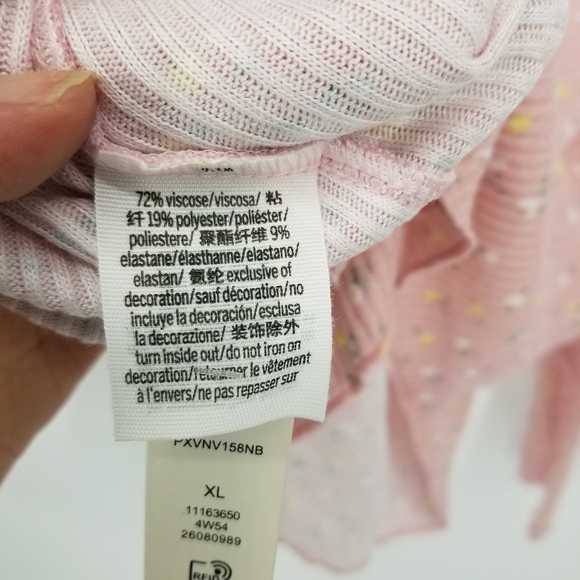 72% viscose/viscosa/ 粘
纤 19% polyester/poliéster/
poliestere/ 聚酯纤维 9%
elastane/élasthanne/elastano/
elastan/ 氨纶 exclusive of
decoration/sauf décoration/no
incluye la decoración/esclusa
la decorazione/ 装饰除外
turn inside out/do not iron on
decoration/retourner le vêtement
à l'envers/ne pas repasser sur
PXVNV158NB
XL
11163650
4W54
26080989
RFID